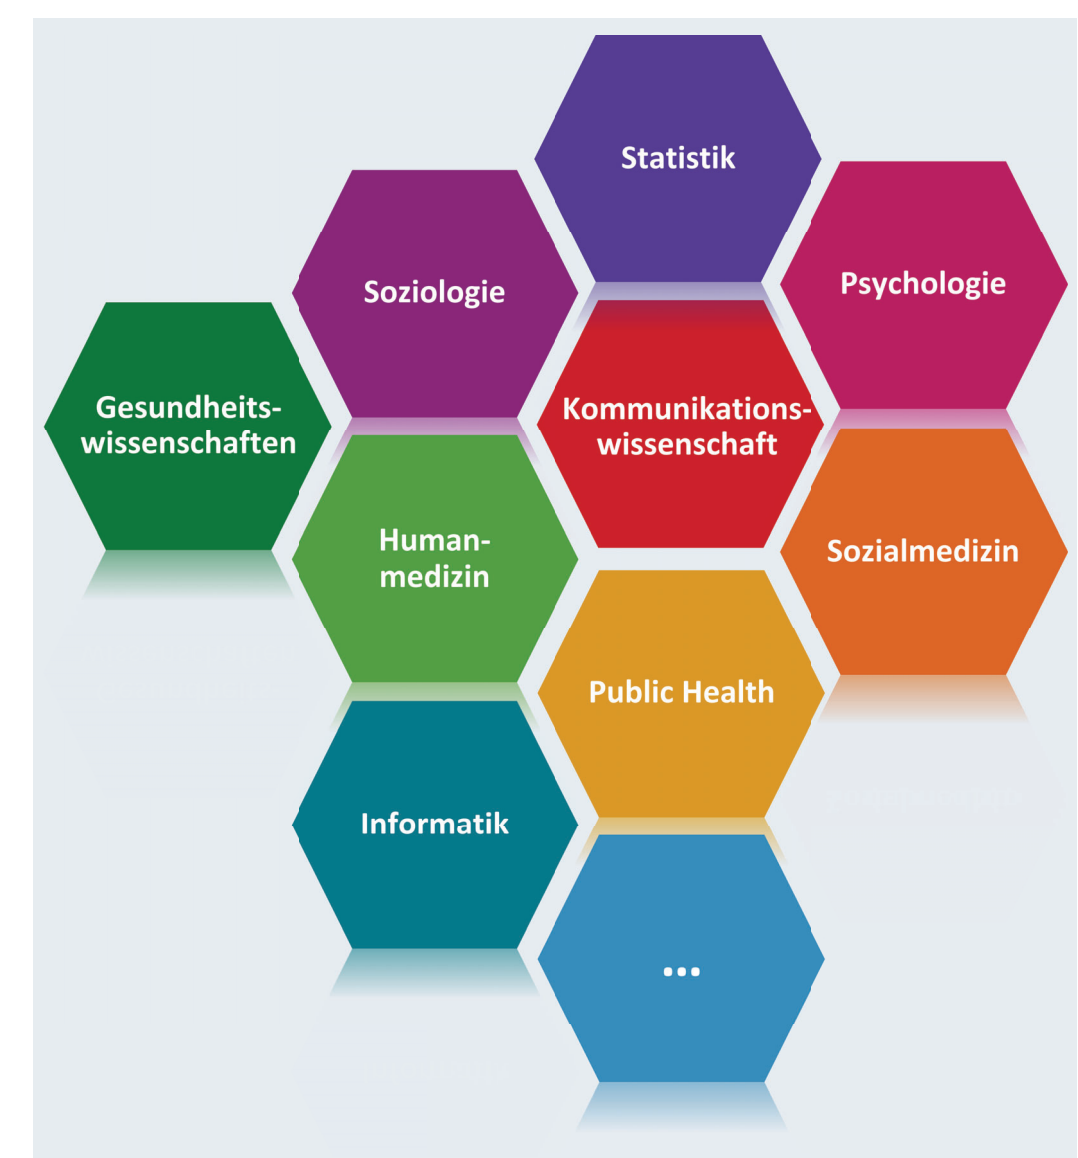 Statistik
Soziologie
Psychologie
Gesundheits-
wissenschaften
Kommunikations-
wissenschaft
Human-
medizin
Sozialmedizin
Public Health
Informatik
...